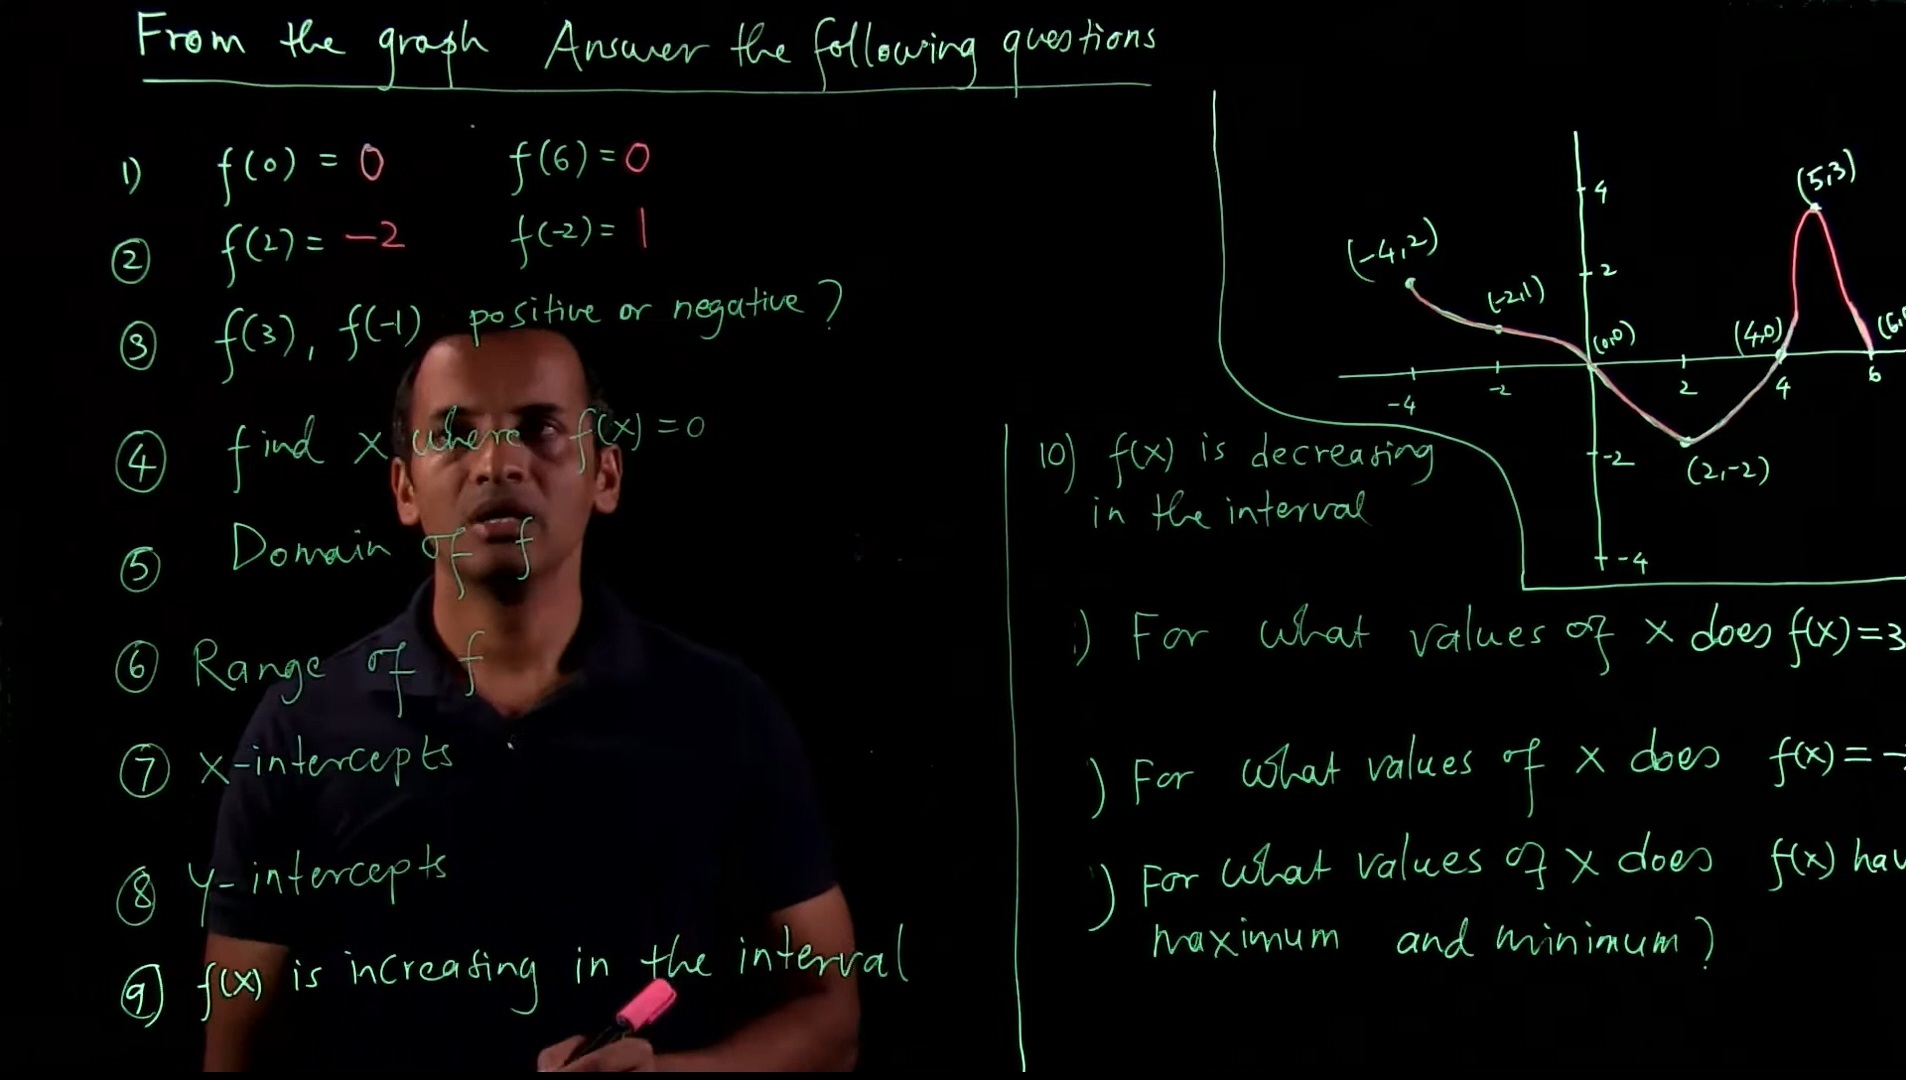 From the graph Answer the following questions
1) f(0) = 0 f(6) = 0
② f(2) = -2 f(-2) = 1
③ f(3), f(-1) positive or negative?
④ find x where f(x) = 0
⑤ Domain of f
⑥ Range of f
⑦ x-intercepts
⑧ y-intercepts
⑨ f(x) is increasing in the interval
10) f(x) is decreasing
in the interval
) For what values of x does f(x) = 3
) For what values of x does f(x) = -
) For what values of x does f(x) hav
maximum and minimum?
(5,3)
4
(-4,2)
2
(-2,1)
(0,0)
(4,0)
(6,
-4 -2 2 4 6
-2
(2,-2)
-4